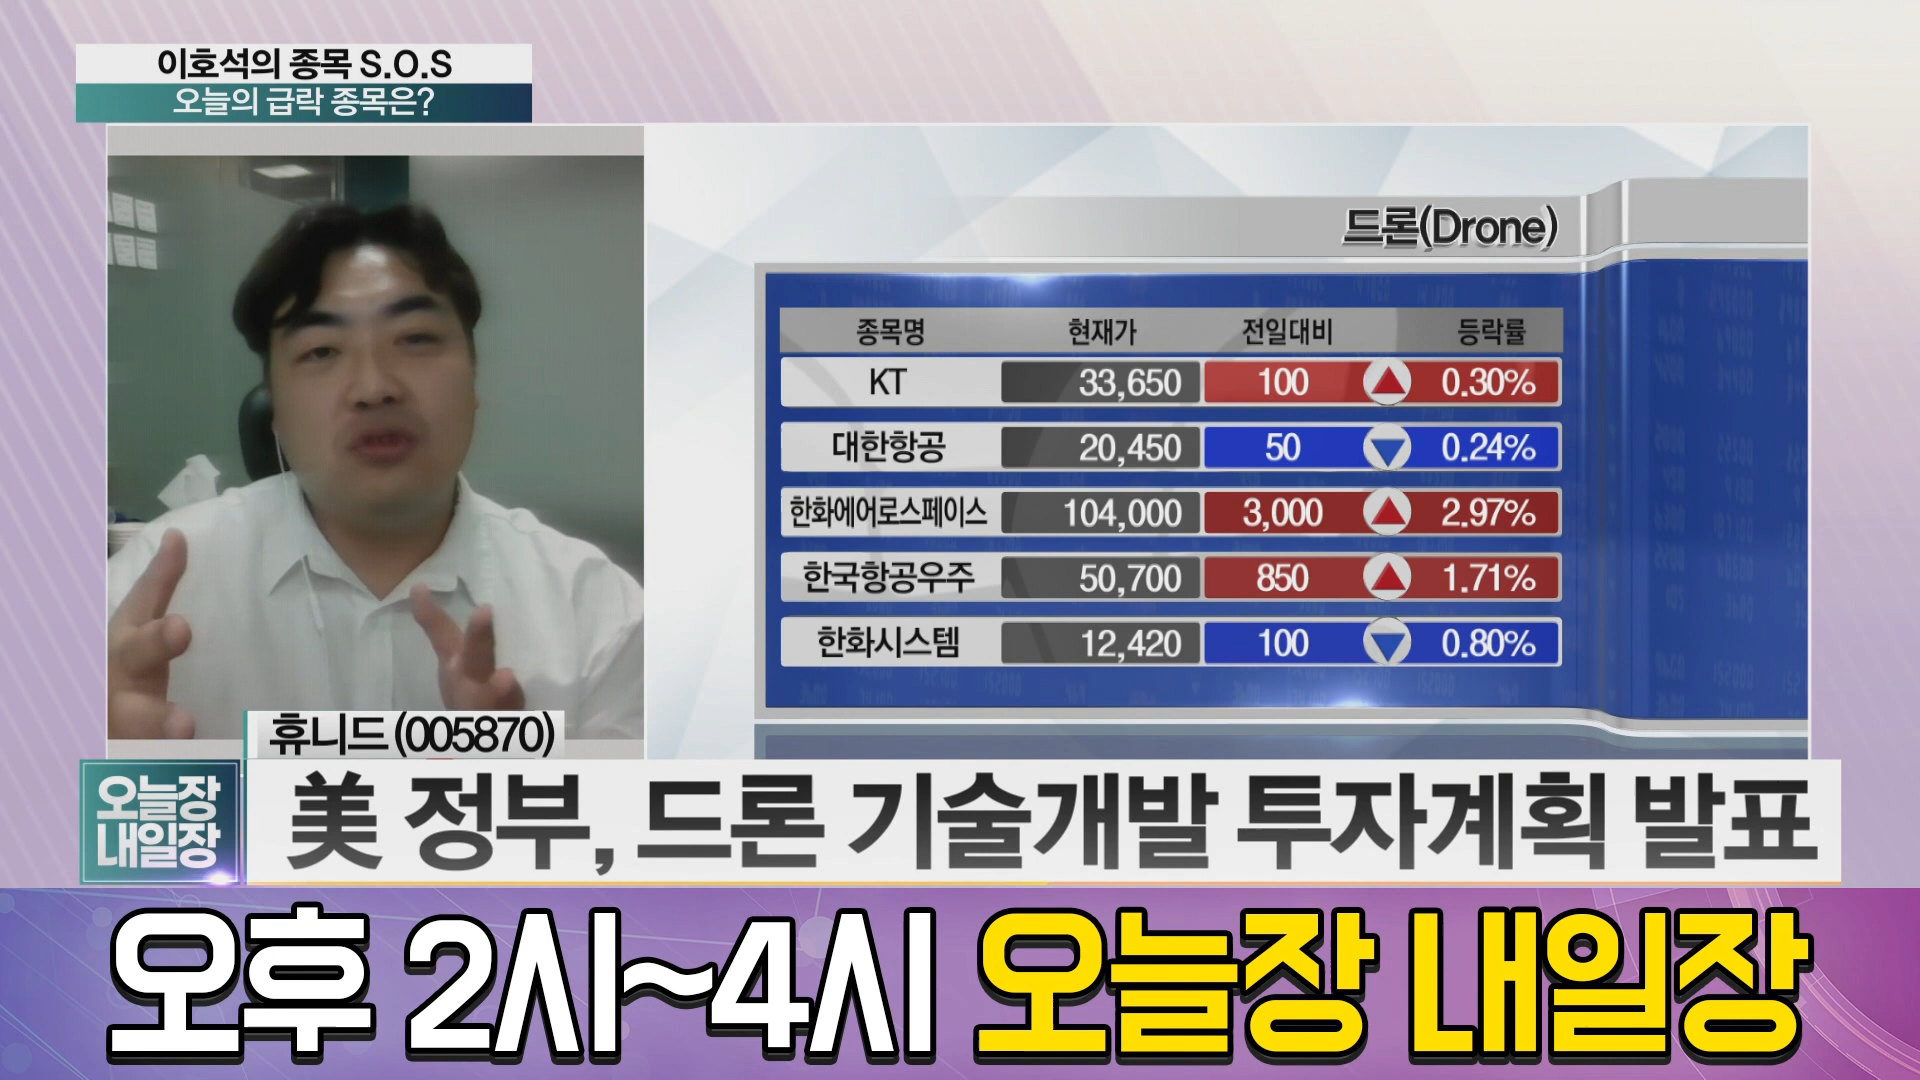 이호석의 종목 S.O.S
오늘의 급락 종목은?
드론(Drone)
종목명 현재가 전일대비 등락률
KT 33,650 100 ▲ 0.30%
대한항공 20,450 50 ▼ 0.24%
한화에어로스페이스 104,000 3,000 ▲ 2.97%
한국항공우주 50,700 850 ▲ 1.71%
한화시스템 12,420 100 ▼ 0.80%
휴니드(005870)
오늘장
내일장
美 정부, 드론 기술개발 투자계획 발표
오후 2시~4시 오늘장 내일장